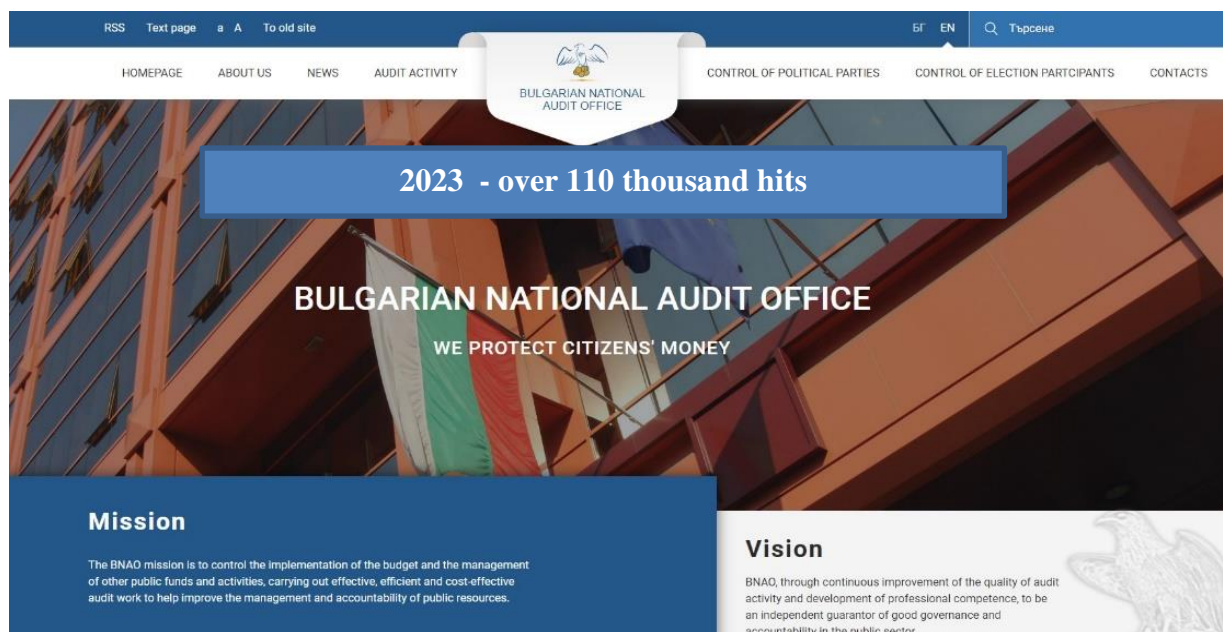 RSS Text page a A To old site БГ EN Търсене
HOMEPAGE ABOUT US NEWS AUDIT ACTIVITY CONTROL OF POLITICAL PARTIES CONTROL OF ELECTION PARTCIPANTS CONTACTS
BULGARIAN NATIONAL
AUDIT OFFICE
2023 - over 110 thousand hits
BULGARIAN NATIONAL AUDIT OFFICE
WE PROTECT CITIZENS' MONEY
Mission
The BNAO mission is to control the implementation of the budget and the management
of other public funds and activities, carrying out effective, efficient and cost-effective
audit work to help improve the management and accountability of public resources.
Vision
BNAO, through continuous improvement of the quality of audit
activity and development of professional competence, to be
an independent guarantor of good governance and
accountability in the public sector